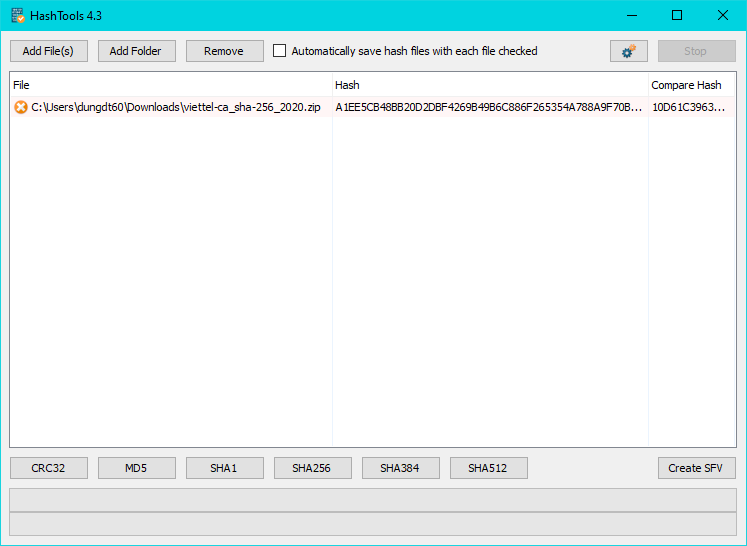 HashTools 4.3
Add File(s) Add Folder Remove Automatically save hash files with each file checked Stop
File Hash Compare Hash
C:\Users\dungdt60\Downloads\viettel-ca_sha-256_2020.zip A1EE5CB48BB20D2DBF4269B49B6C886F265354A788A9F70B... 10D61C3963...
CRC32 MD5 SHA1 SHA256 SHA384 SHA512 Create SFV